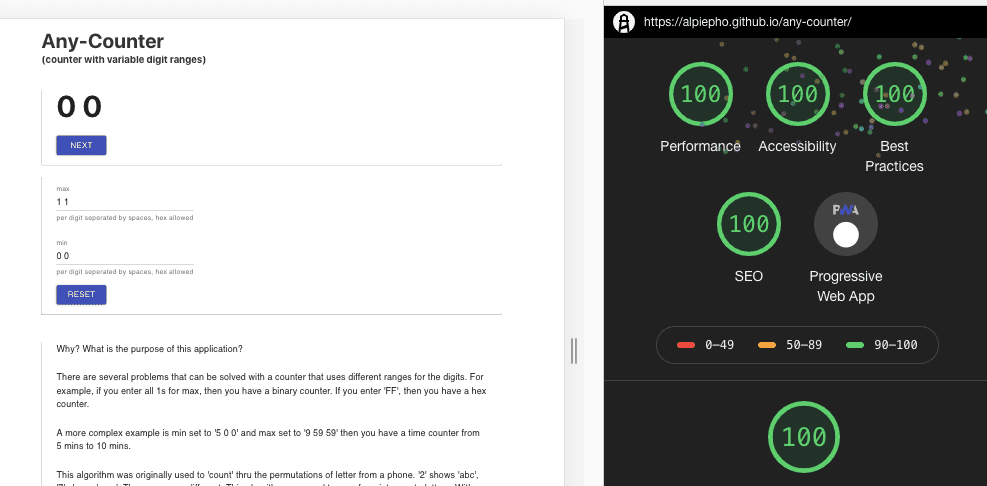 Any-Counter
(counter with variable digit ranges)
0 0
NEXT
max
1 1
per digit seperated by spaces, hex allowed
min
0 0
per digit seperated by spaces, hex allowed
RESET
Why? What is the purpose of this application?
There are several problems that can be solved with a counter that uses different ranges for the digits. For
example, if you enter all 1s for max, then you have a binary counter. If you enter 'FF', then you have a hex
counter.
A more complex example is min set to '5 0 0' and max set to '9 59 59' then you have a time counter from
5 mins to 10 mins.
This algorithm was originally used to 'count' thru the permutations of letter from a phone. '2' shows 'abc',
https://alpiepho.github.io/any-counter/
100 100 100
Performance Accessibility Best
Practices
100 PWA
SEO Progressive
Web App
0–49 50–89 90–100
100